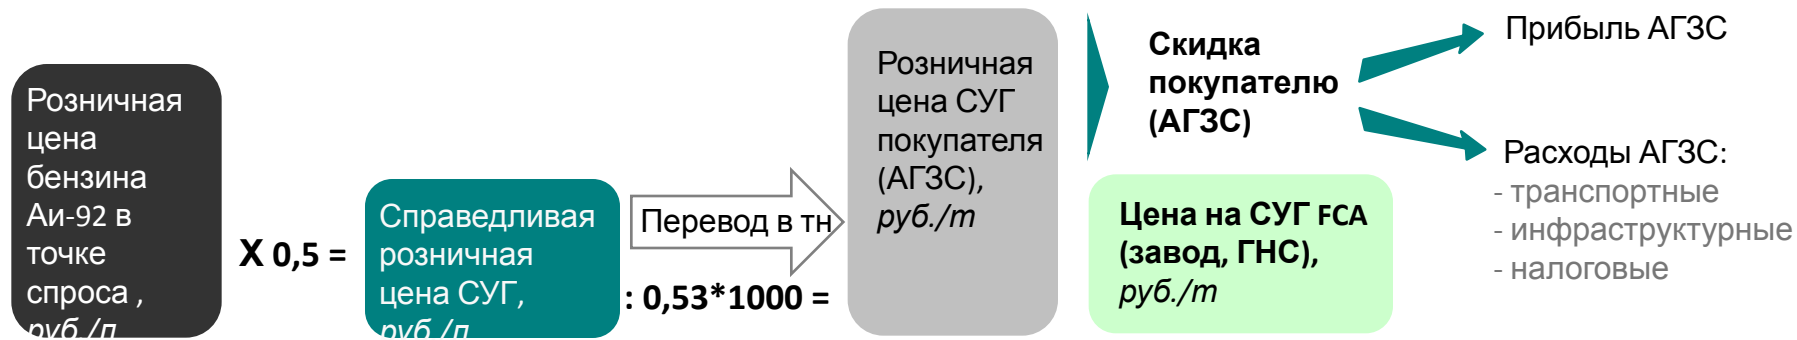 Розничная
цена
бензина
Аи-92 в
точке
спроса ,
руб./л
X 0,5 =
Справедливая
розничная
цена СУГ,
руб./л
Перевод в тн
: 0,53*1000 =
Розничная
цена СУГ
покупателя
(АГЗС),
руб./т
Скидка
покупателю
(АГЗС)
Цена на СУГ FCA
(завод, ГНС),
руб./т
Прибыль АГЗС
Расходы АГЗС:
- транспортные
- инфраструктурные
- налоговые